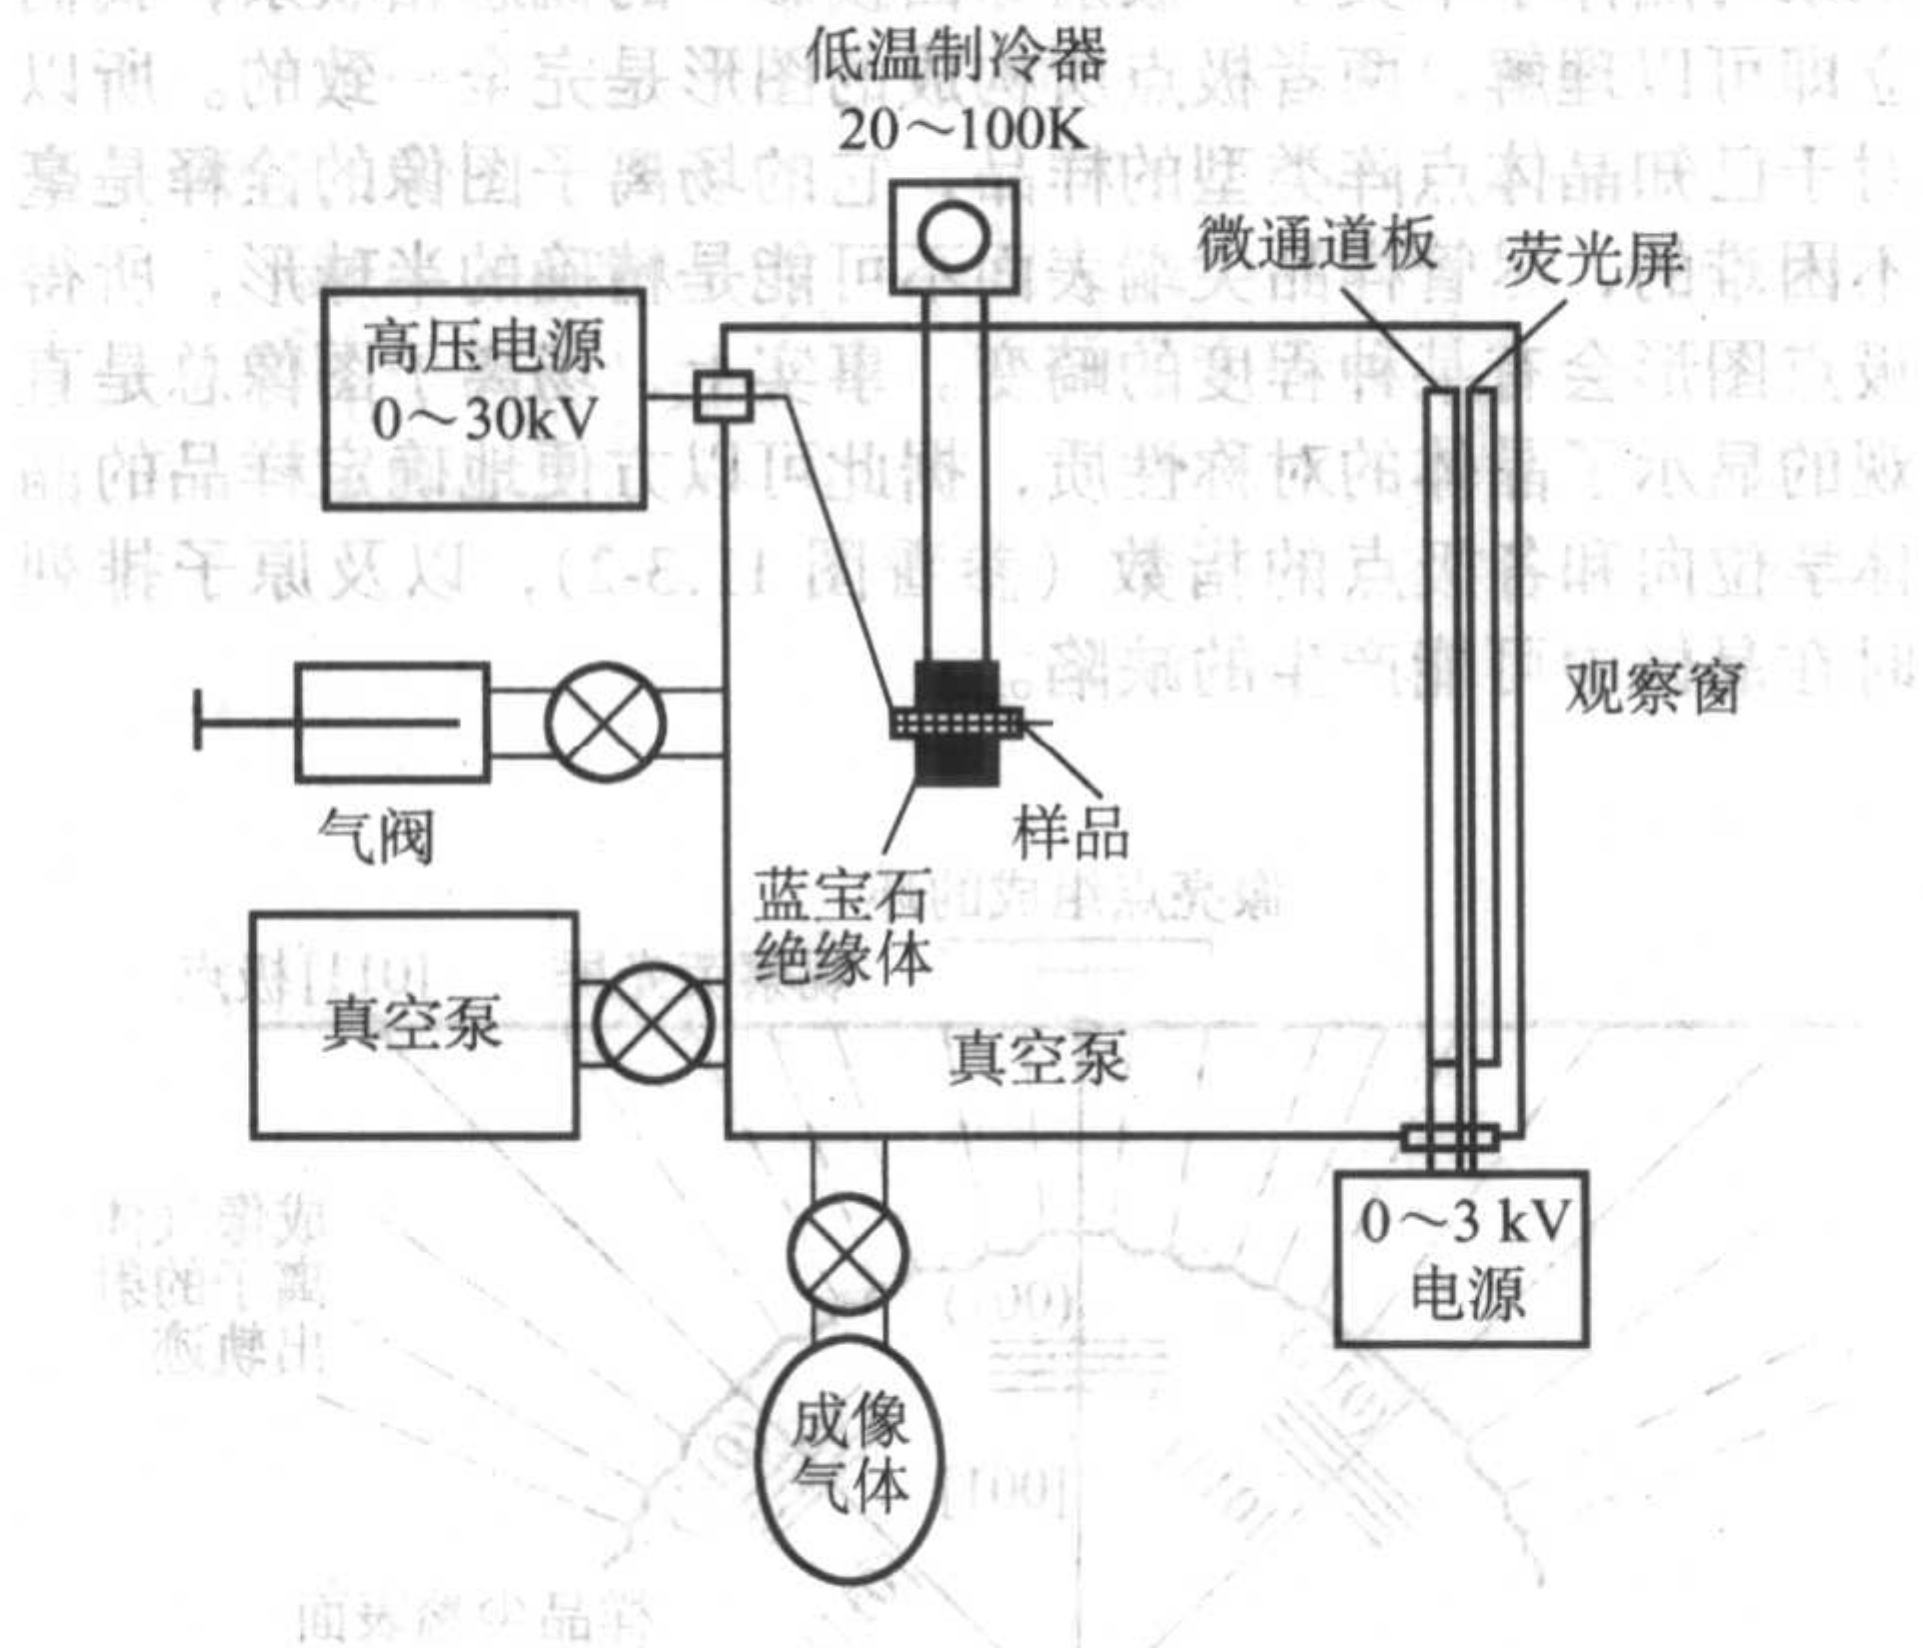 低温制冷器
20～100K
微通道板
荧光屏
高压电源
0～30kV
观察窗
气阀
样品
蓝宝石
绝缘体
真空泵
真空泵
0～3 kV
电源
成像
气体